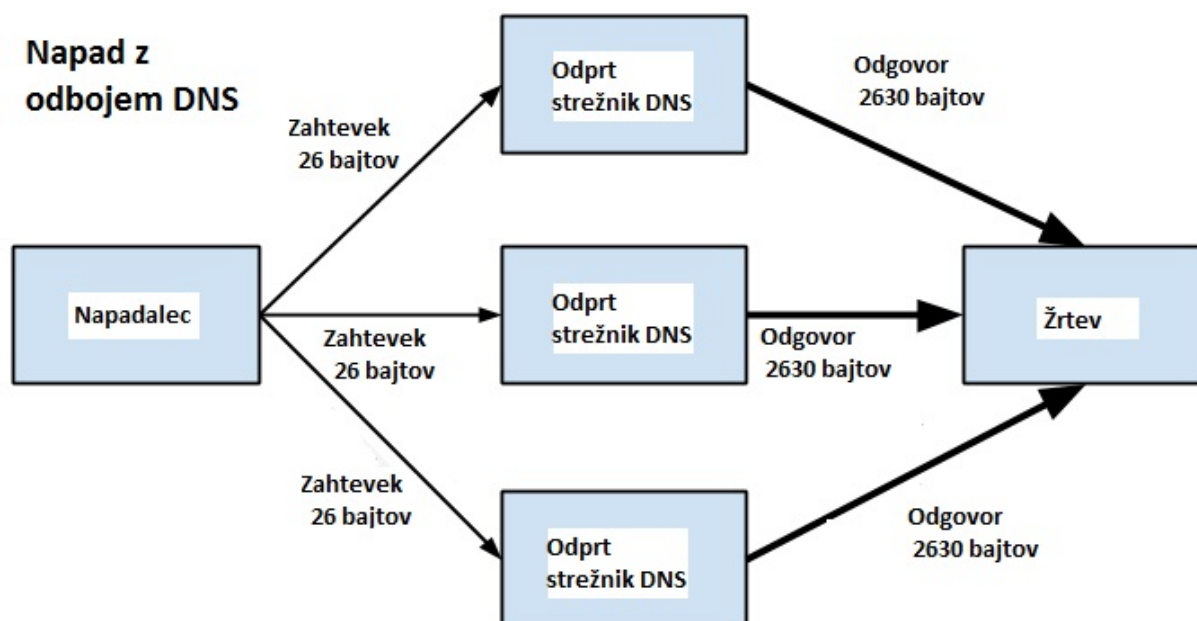 Napad z
odbojem DNS
Odprt
strežnik DNS
Odgovor
2630 bajtov
Zahtevek
26 bajtov
Napadalec
Zahtevek
26 bajtov
Odprt
strežnik DNS
Odgovor
2630 bajtov
Žrtev
Zahtevek
26 bajtov
Odprt
strežnik DNS
Odgovor
2630 bajtov